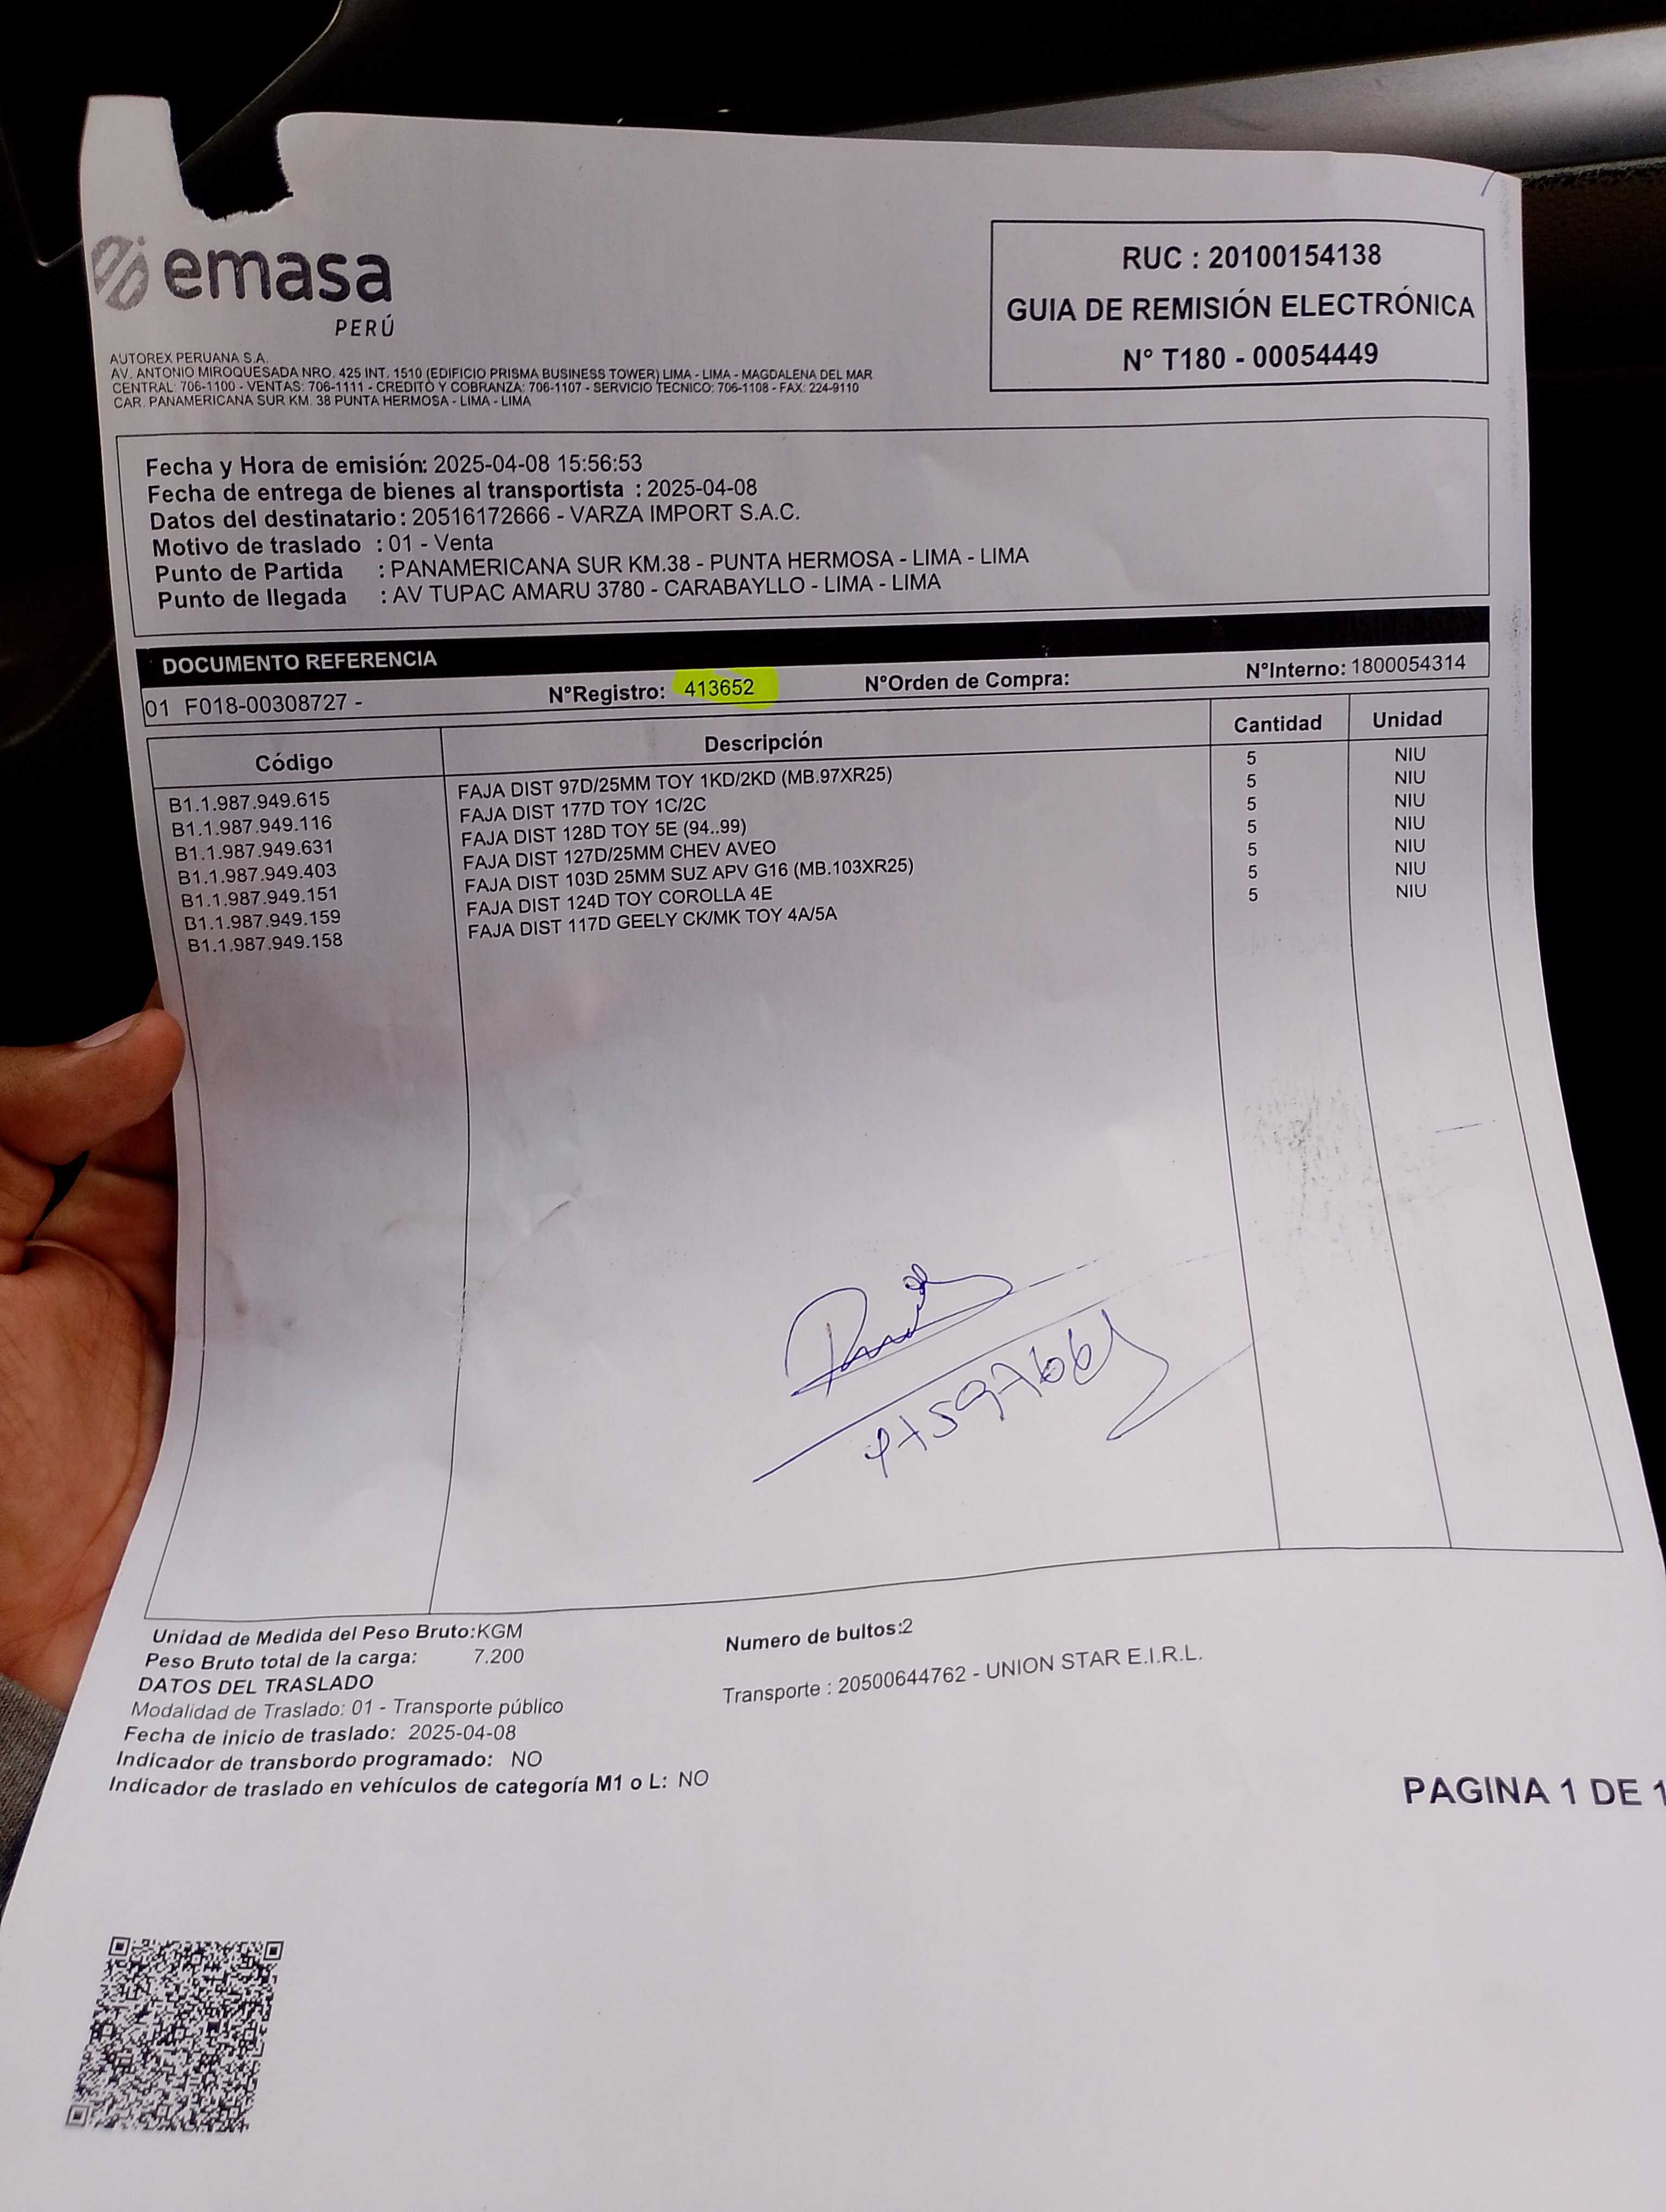 emasa
PERÚ
RUC : 20100154138
GUIA DE REMISIÓN ELECTRÓNICA
N° T180 - 00054449
AUTOREX PERUANA S.A.
AV. ANTONIO MIROQUESADA NRO. 425 INT. 1510 (EDIFICIO PRISMA BUSINESS TOWER) LIMA - LIMA - MAGDALENA DEL MAR
CENTRAL: 706-1100 - VENTAS: 706-1111 - CREDITO Y COBRANZA: 706-1107 - SERVICIO TECNICO: 706-1108 - FAX: 224-9110
CAR. PANAMERICANA SUR KM. 38 PUNTA HERMOSA - LIMA - LIMA
Fecha y Hora de emisión: 2025-04-08 15:56:53
Fecha de entrega de bienes al transportista : 2025-04-08
Datos del destinatario : 20516172666 - VARZA IMPORT S.A.C.
Motivo de traslado : 01 - Venta
Punto de Partida : PANAMERICANA SUR KM.38 - PUNTA HERMOSA - LIMA - LIMA
Punto de llegada : AV TUPAC AMARU 3780 - CARABAYLLO - LIMA - LIMA
DOCUMENTO REFERENCIA
01 F018-00308727 - N°Registro: 413652 N°Orden de Compra: N°Interno: 1800054314
Código Descripción Cantidad Unidad
B1.1.987.949.615 FAJA DIST 97D/25MM TOY 1KD/2KD (MB.97XR25) 5 NIU
B1.1.987.949.116 FAJA DIST 177D TOY 1C/2C 5 NIU
B1.1.987.949.631 FAJA DIST 128D TOY 5E (94..99) 5 NIU
B1.1.987.949.403 FAJA DIST 127D/25MM CHEV AVEO 5 NIU
B1.1.987.949.151 FAJA DIST 103D 25MM SUZ APV G16 (MB.103XR25) 5 NIU
B1.1.987.949.159 FAJA DIST 124D TOY COROLLA 4E 5 NIU
B1.1.987.949.158 FAJA DIST 117D GEELY CK/MK TOY 4A/5A 5 NIU
Unidad de Medida del Peso Bruto:KGM
Numero de bultos:2
Peso Bruto total de la carga: 7.200
DATOS DEL TRASLADO
Transporte : 20500644762 - UNION STAR E.I.R.L.
Modalidad de Traslado: 01 - Transporte público
Fecha de inicio de traslado: 2025-04-08
Indicador de transbordo programado: NO
Indicador de traslado en vehículos de categoría M1 o L: NO
PAGINA 1 DE 1